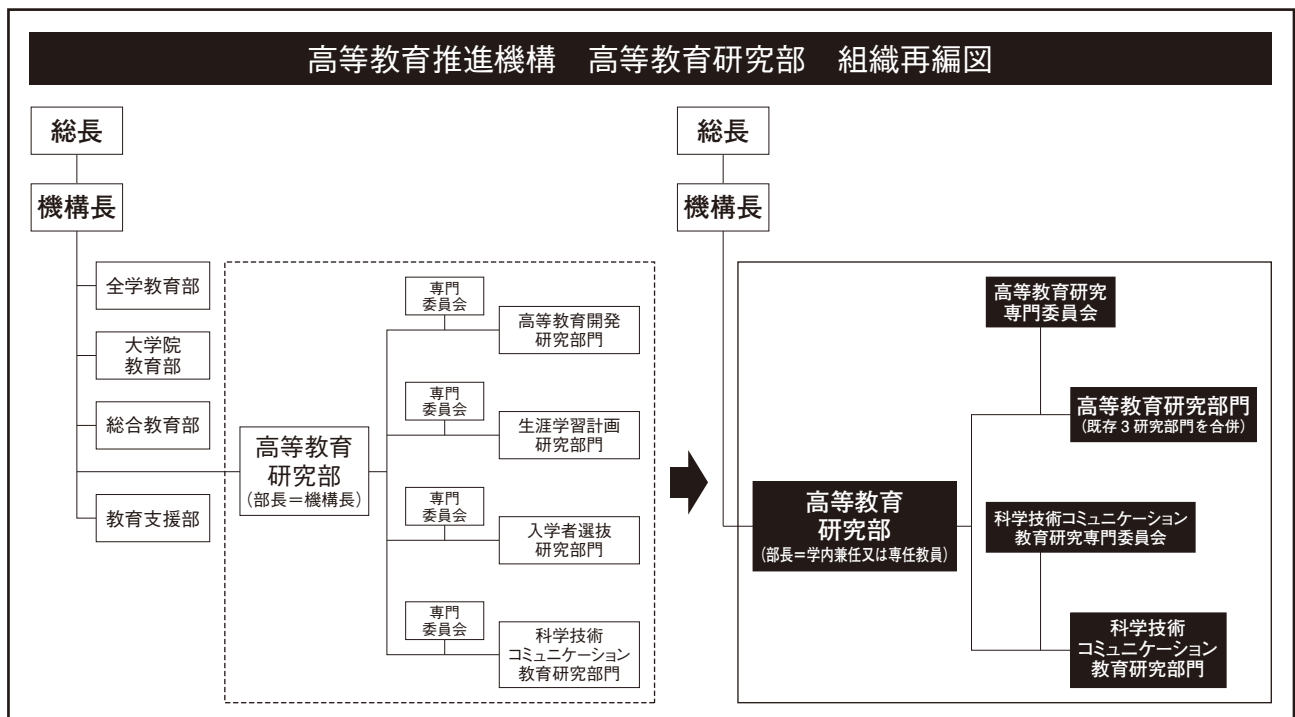 高等教育推進機構　高等教育研究部　組織再編図
総長
機構長
全学教育部
大学院
教育部
総合教育部
教育支援部
高等教育
研究部
（部長＝機構長）
専門
委員会
高等教育開発
研究部門
専門
委員会
生涯学習計画
研究部門
専門
委員会
入学者選抜
研究部門
専門
委員会
科学技術
コミュニケーション
教育研究部門
総長
機構長
高等教育
研究部
（部長＝学内兼任又は専任教員）
高等教育研究
専門委員会
高等教育研究部門
（既存３研究部門を合併）
科学技術コミュニケーション
教育研究専門委員会
科学技術
コミュニケーション
教育研究部門